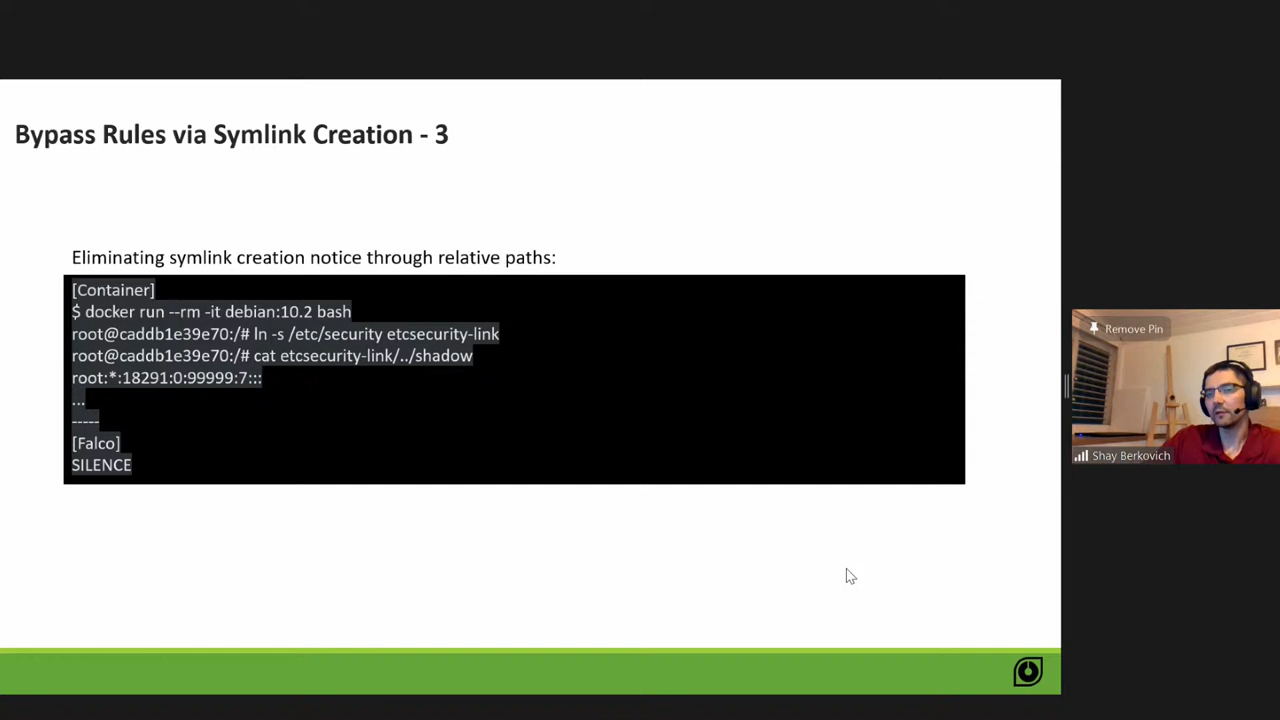 Bypass Rules via Symlink Creation - 3
Eliminating symlink creation notice through relative paths:
[Container]
$ docker run --rm -it debian:10.2 bash
root@caddb1e39e70:/# ln -s /etc/security etcsecurity-link
root@caddb1e39e70:/# cat etcsecurity-link/../shadow
root:*:18291:0:99999:7:::
...
-----
[Falco]
SILENCE
Remove Pin
Shay Berkovich